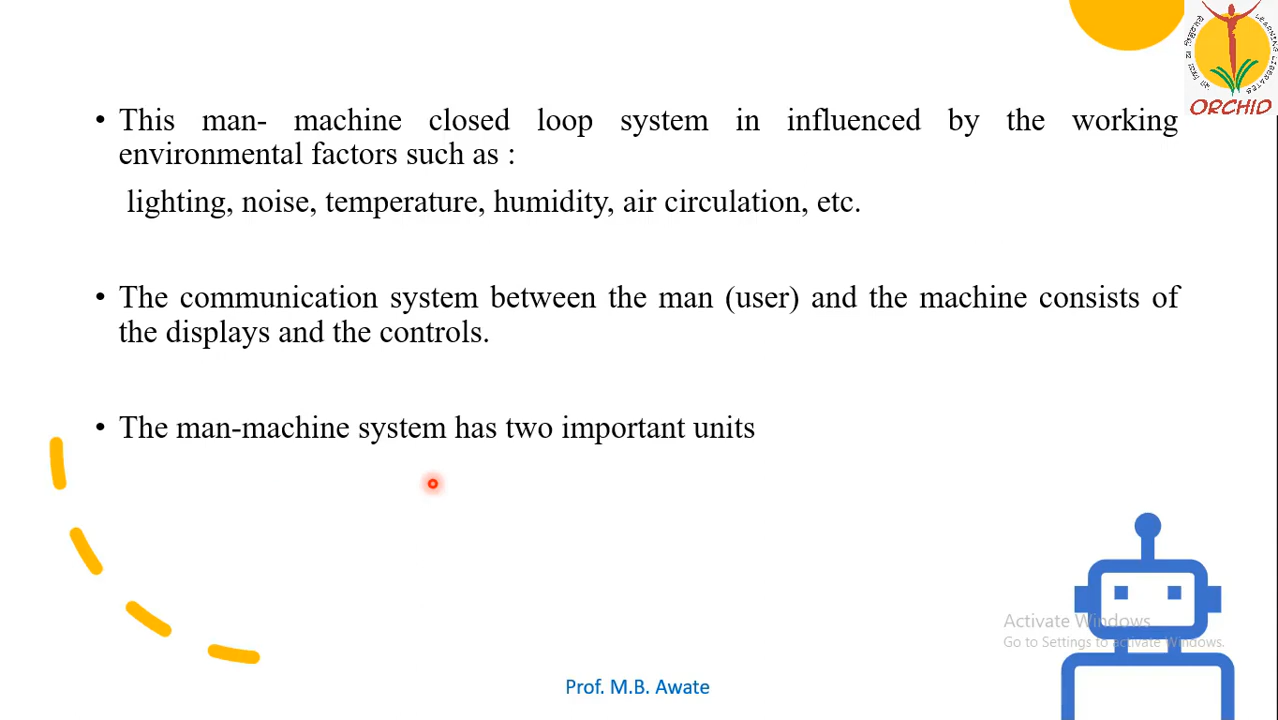 • This man- machine closed loop system in influenced by the working
environmental factors such as :
lighting, noise, temperature, humidity, air circulation, etc.
• The communication system between the man (user) and the machine consists of
the displays and the controls.
• The man-machine system has two important units
LEARNING LIBERATES
ORCHID
Activate Windows
Go to Settings to activate Windows.
Prof. M.B. Awate